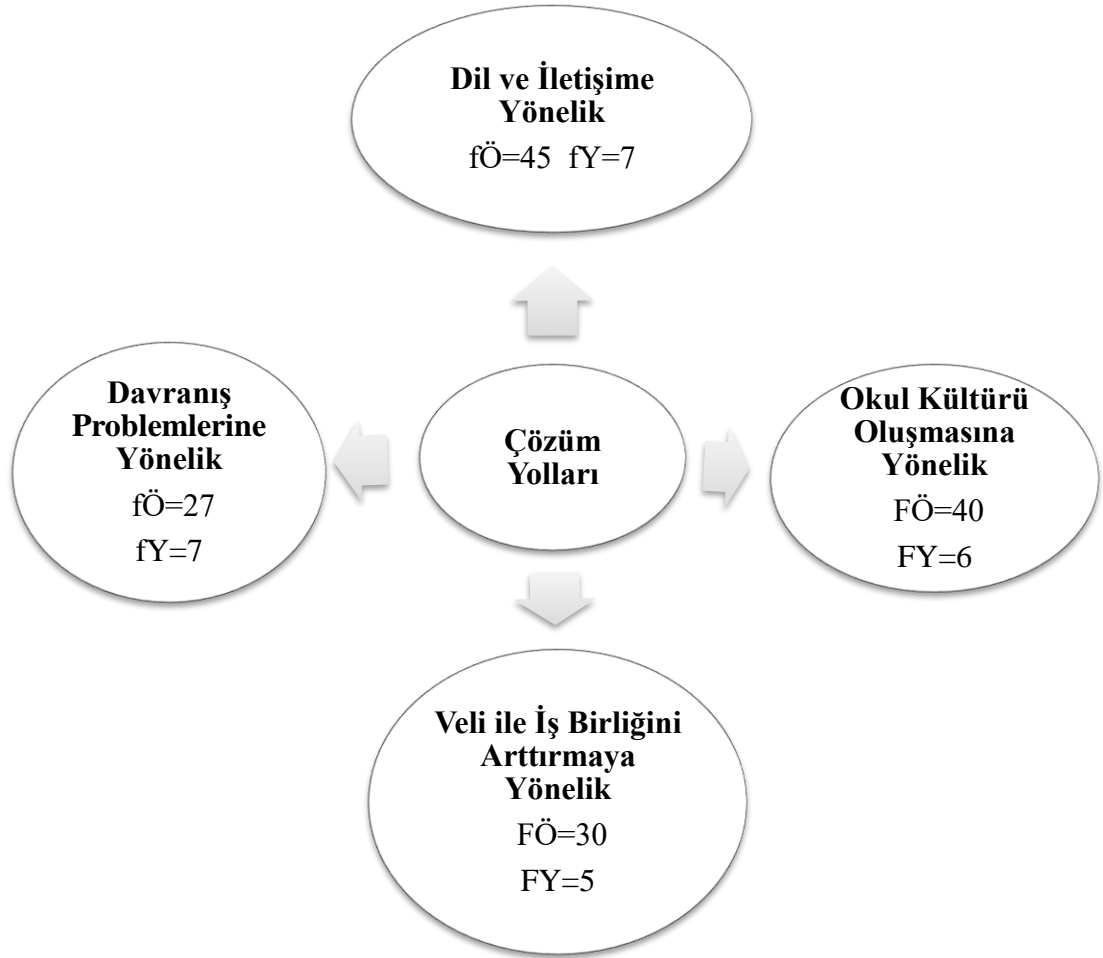 Dil ve İletişime
Yönelik
fÖ=45 fY=7
Davranış
Problemlerine
Yönelik
fÖ=27
fY=7
Çözüm
Yolları
Okul Kültürü
Oluşmasına
Yönelik
FÖ=40
FY=6
Veli ile İş Birliğini
Arttırmaya
Yönelik
FÖ=30
FY=5